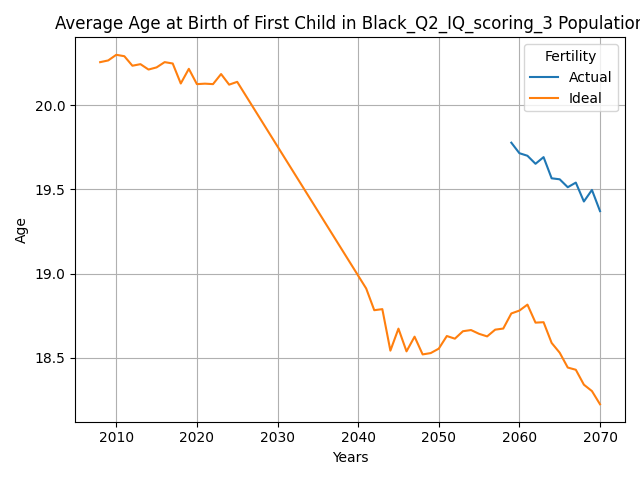 Average Age at Birth of First Child in Black_Q2_IQ_scoring_3 Population
Fertility
Actual
Ideal
Age
20.0
19.5
19.0
18.5
2010 2020 2030 2040 2050 2060 2070
Years